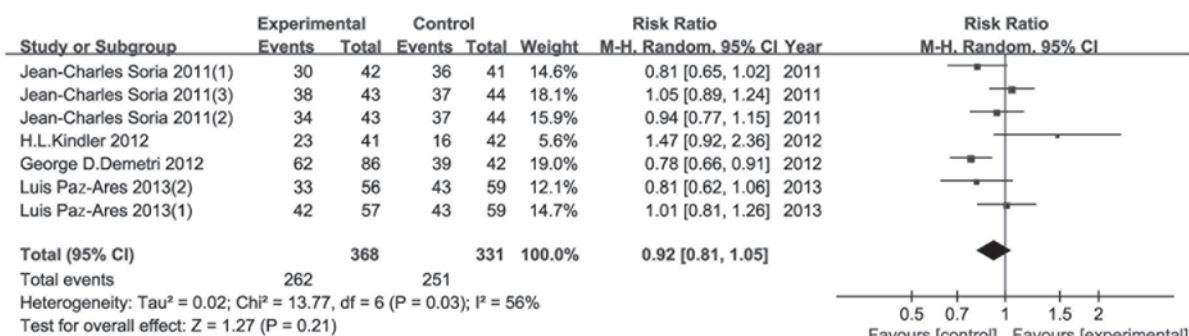 Experimental Control Risk Ratio Risk Ratio
Study or Subgroup Events Total Events Total Weight M-H. Random. 95% CI Year M-H. Random. 95% CI
Jean-Charles Soria 2011(1) 30 42 36 41 14.6% 0.81 [0.65, 1.02] 2011
Jean-Charles Soria 2011(3) 38 43 37 44 18.1% 1.05 [0.89, 1.24] 2011
Jean-Charles Soria 2011(2) 34 43 37 44 15.9% 0.94 [0.77, 1.15] 2011
H.L.Kindler 2012 23 41 16 42 5.6% 1.47 [0.92, 2.36] 2012
George D.Demetri 2012 62 86 39 42 19.0% 0.78 [0.66, 0.91] 2012
Luis Paz-Ares 2013(2) 33 56 43 59 12.1% 0.81 [0.62, 1.06] 2013
Luis Paz-Ares 2013(1) 42 57 43 59 14.7% 1.01 [0.81, 1.26] 2013
Total (95% CI) 368 331 100.0% 0.92 [0.81, 1.05]
Total events 262 251
Heterogeneity: Tau² = 0.02; Chi² = 13.77, df = 6 (P = 0.03); I² = 56%
0.5 0.7 1 1.5 2
Test for overall effect: Z = 1.27 (P = 0.21)
Favours [control] Favours [experimental]